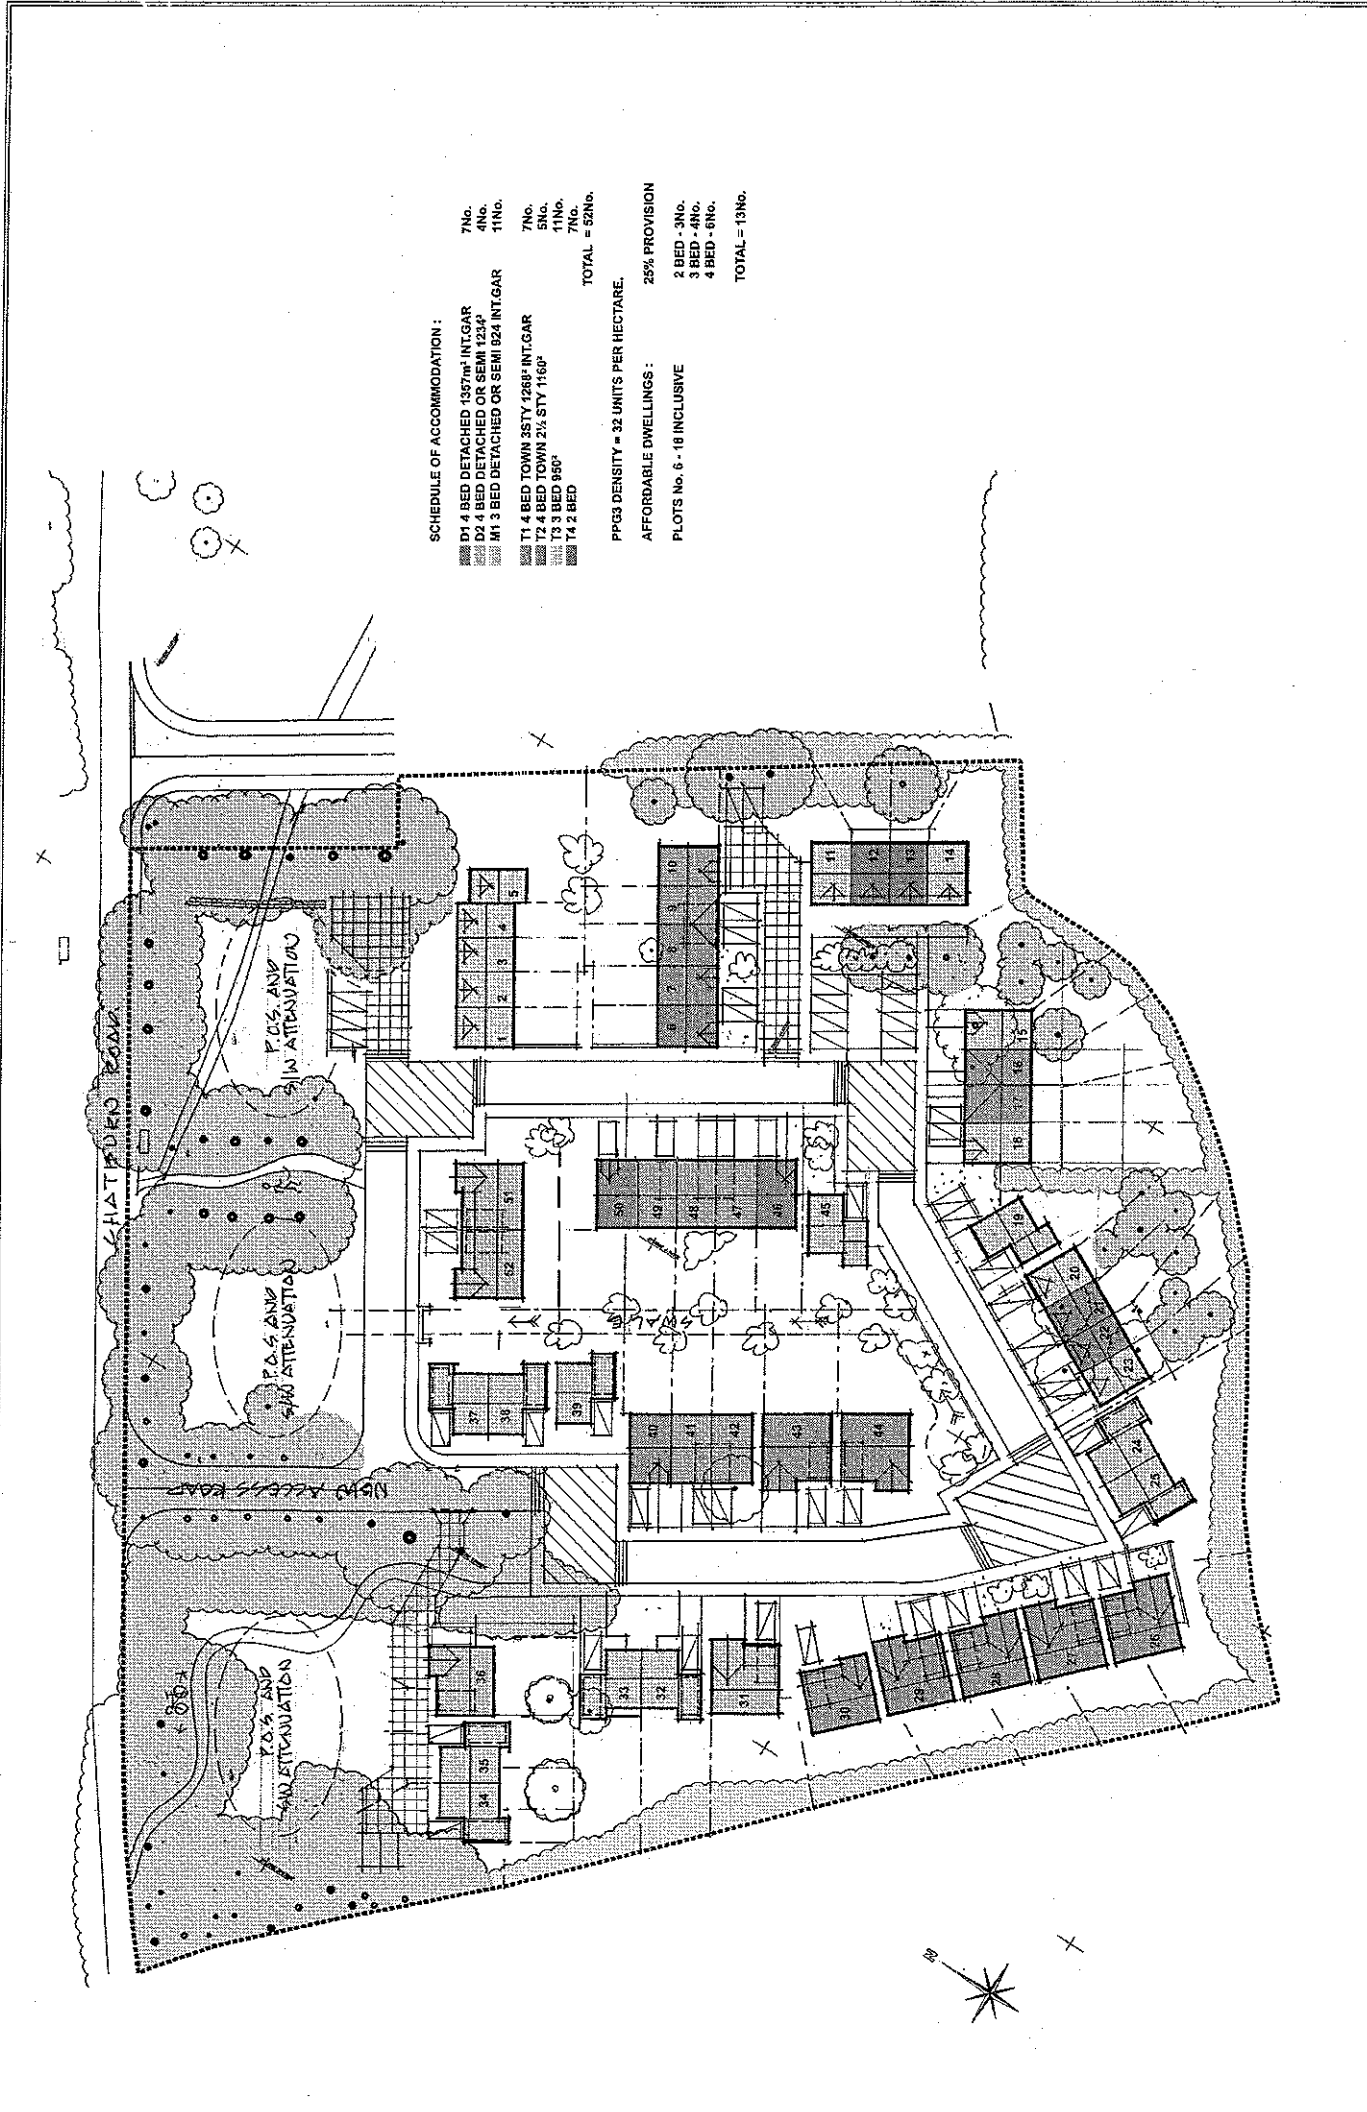 CHATTERN ROAD
P.O.S. AND
S/W ATTENUATION
P.O.S. AND
S/W ATTENUATION
P.O.S. AND
S/W ATTENUATION
NEW ACCESS ROAD
SCHEDULE OF ACCOMMODATION :
D1 4 BED DETACHED 1357m² INT.GAR 7No.
D2 4 BED DETACHED OR SEMI 1234² 4No.
M1 3 BED DETACHED OR SEMI 924 INT.GAR 11No.
T1 4 BED TOWN 3STY 1268² INT.GAR 7No.
T2 4 BED TOWN 2½ STY 1160² 5No.
T3 3 BED 950² 11No.
T4 2 BED 7No.
TOTAL = 52No.
PPG3 DENSITY = 32 UNITS PER HECTARE.
AFFORDABLE DWELLINGS : 25% PROVISION
PLOTS No. 6 - 18 INCLUSIVE 2 BED - 3No.
3 BED - 4No.
4 BED - 6No.
TOTAL = 13No.
1
2
3
4
5
6
7
8
9
10
11
12
13
14
15
16
17
18
19
20
21
22
23
24
25
26
27
28
29
30
31
32
33
34
35
36
37
38
39
40
41
42
43
44
45
46
47
48
49
50
51
52
N